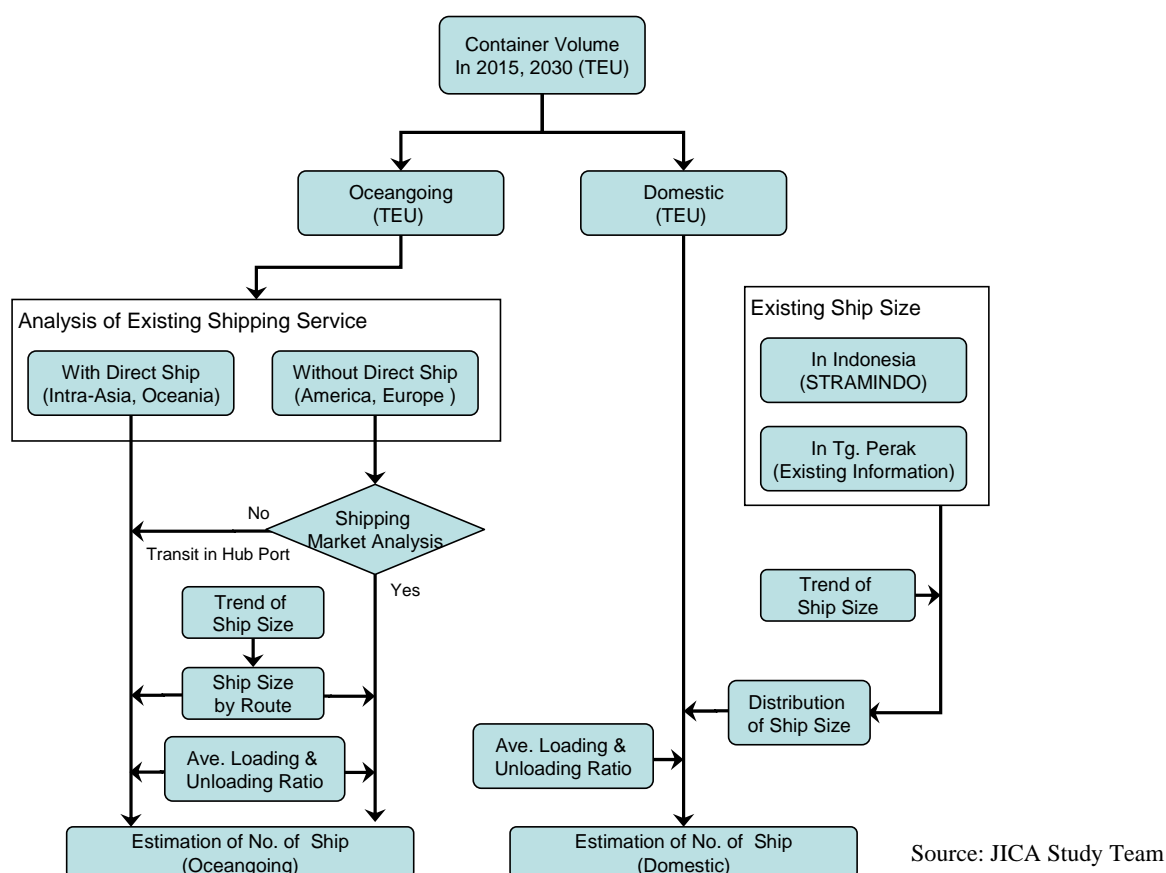 Container Volume
In 2015, 2030 (TEU)
Oceangoing
(TEU)
Domestic
(TEU)
Analysis of Existing Shipping Service
With Direct Ship
(Intra-Asia, Oceania)
Without Direct Ship
(America, Europe )
Existing Ship Size
In Indonesia
(STRAMINDO)
In Tg. Perak
(Existing Information)
No
Shipping
Market Analysis
Transit in Hub Port
Yes
Trend of
Ship Size
Trend of
Ship Size
Ship Size
by Route
Distribution
of Ship Size
Ave. Loading &
Unloading Ratio
Ave. Loading &
Unloading Ratio
Estimation of No. of  Ship
(Oceangoing)
Estimation of No. of  Ship
(Domestic)
Source: JICA Study Team